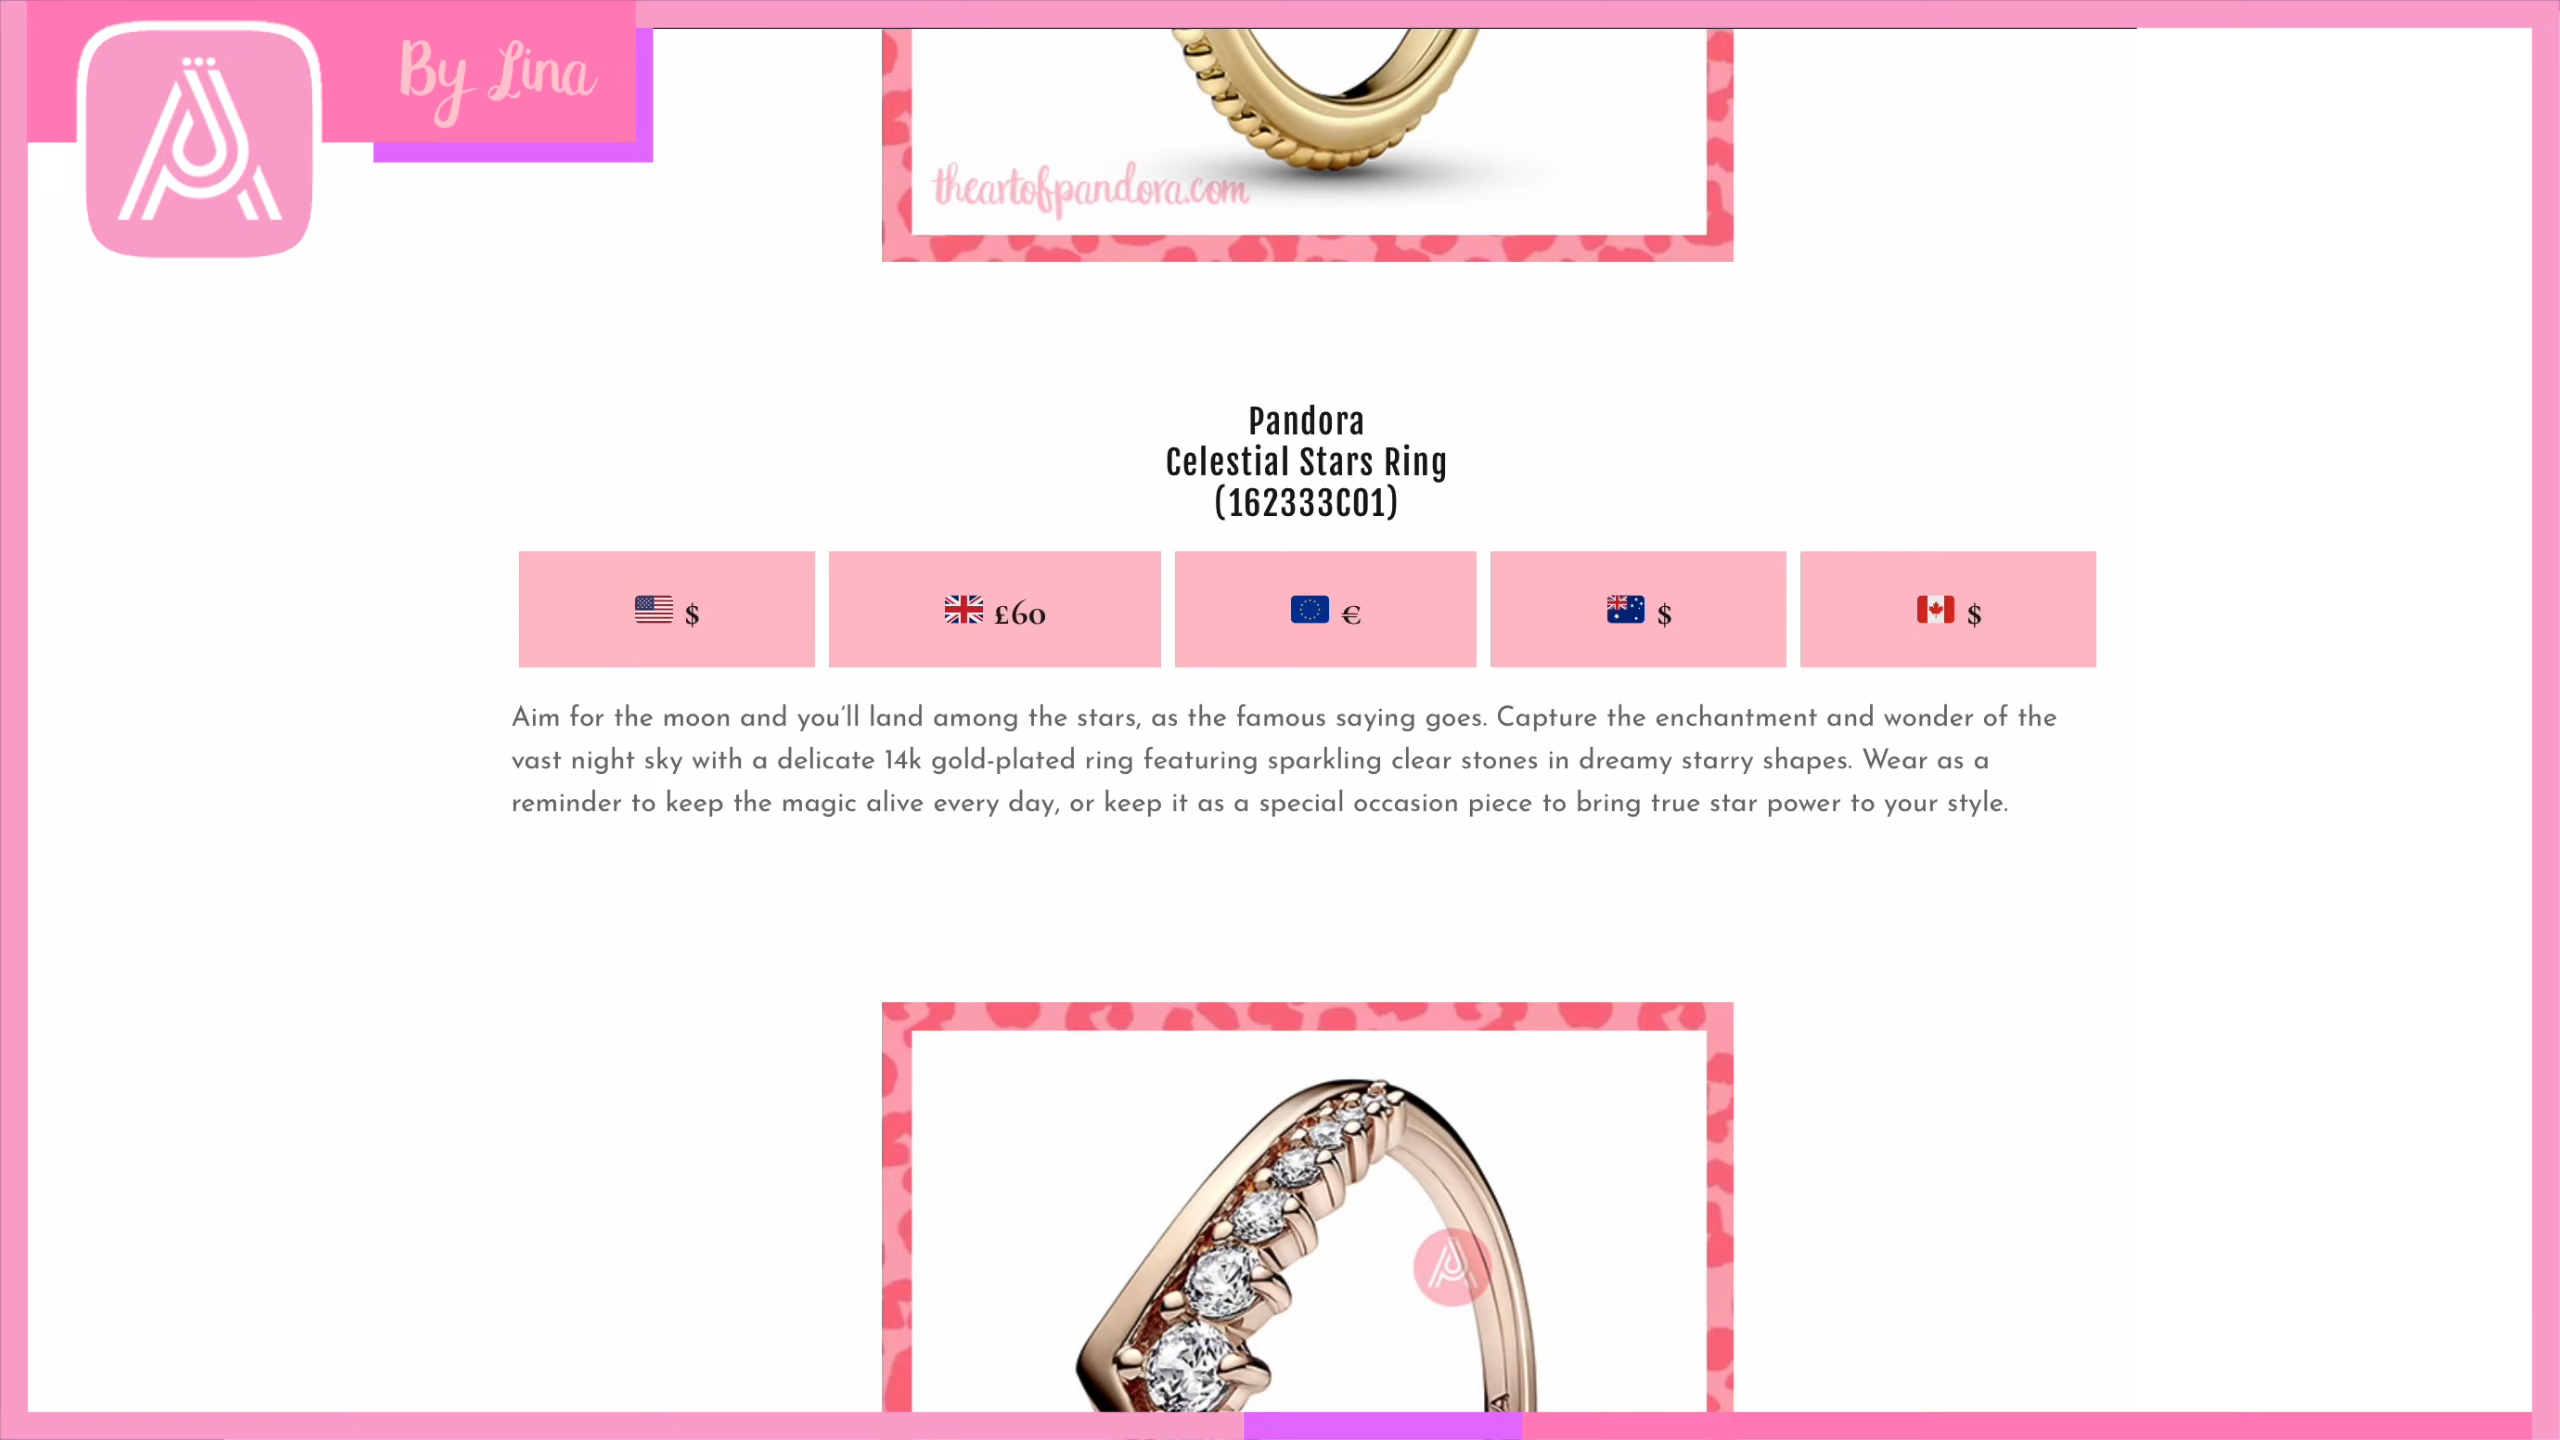 By Lina
theartofpandora.com
Pandora
Celestial Stars Ring
(162333C01)
$
£60
€
$
$
Aim for the moon and you’ll land among the stars, as the famous saying goes. Capture the enchantment and wonder of the
vast night sky with a delicate 14k gold-plated ring featuring sparkling clear stones in dreamy starry shapes. Wear as a
reminder to keep the magic alive every day, or keep it as a special occasion piece to bring true star power to your style.